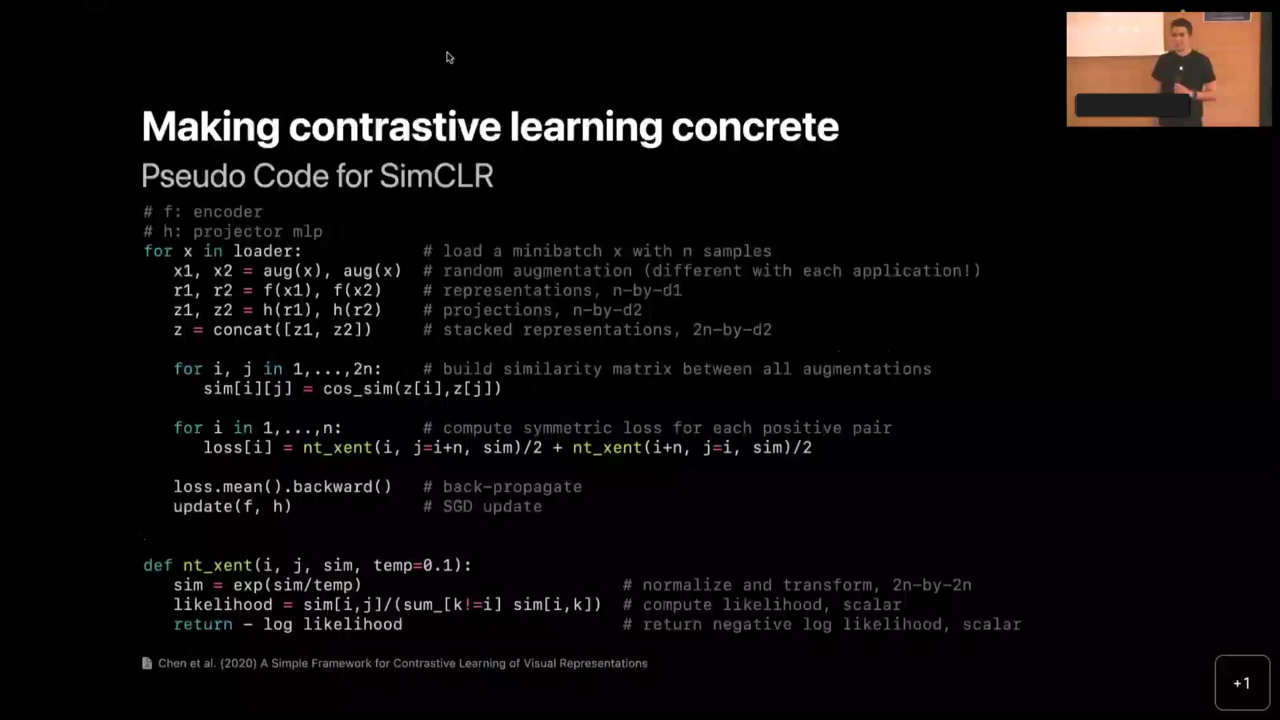 Making contrastive learning concrete
Pseudo Code for SimCLR
# f: encoder
# h: projector mlp
for x in loader: # load a minibatch x with n samples
x1, x2 = aug(x), aug(x) # random augmentation (different with each application!)
r1, r2 = f(x1), f(x2) # representations, n-by-d1
z1, z2 = h(r1), h(r2) # projections, n-by-d2
z = concat([z1, z2]) # stacked representations, 2n-by-d2
for i, j in 1,...,2n: # build similarity matrix between all augmentations
sim[i][j] = cos_sim(z[i],z[j])
for i in 1,...,n: # compute symmetric loss for each positive pair
loss[i] = nt_xent(i, j=i+n, sim)/2 + nt_xent(i+n, j=i, sim)/2
loss.mean().backward() # back-propagate
update(f, h) # SGD update
def nt_xent(i, j, sim, temp=0.1):
sim = exp(sim/temp) # normalize and transform, 2n-by-2n
likelihood = sim[i,j]/(sum_[k!=i] sim[i,k]) # compute likelihood, scalar
return - log likelihood # return negative log likelihood, scalar
Chen et al. (2020) A Simple Framework for Contrastive Learning of Visual Representations
+1